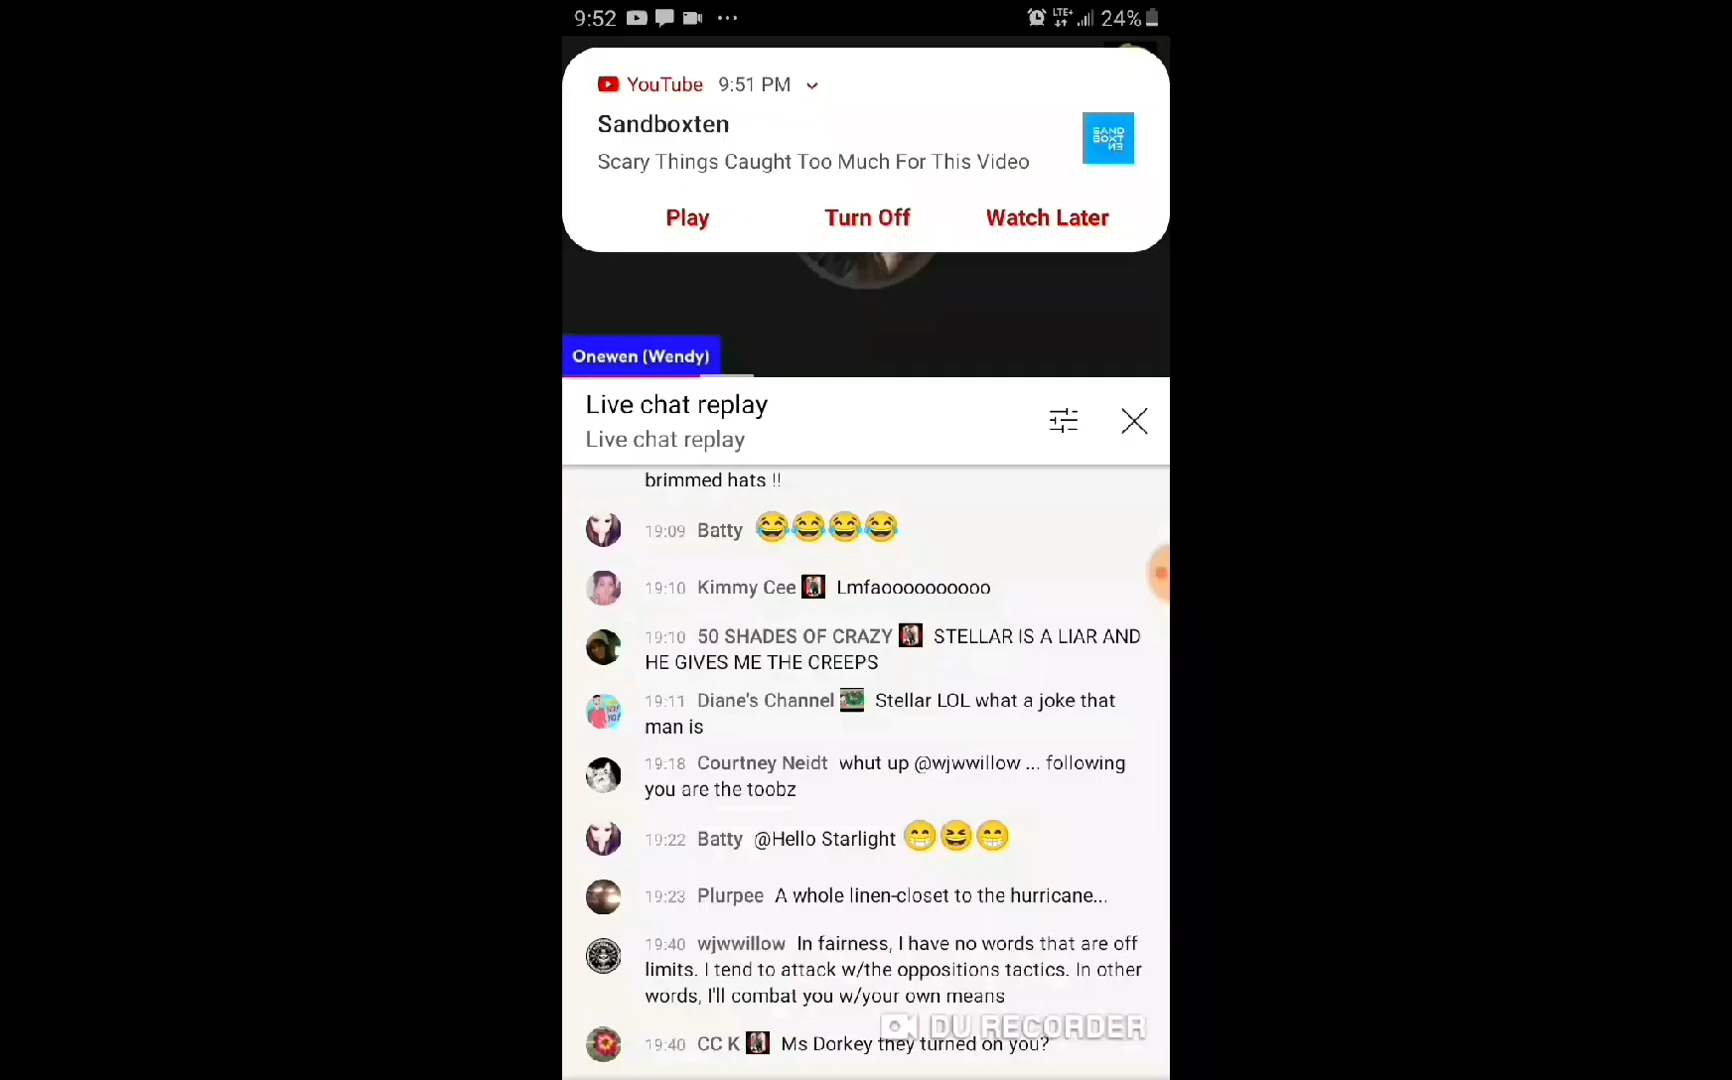 9:52 LTE+ 24%
YouTube 9:51 PM
Sandboxten
SAND
BOXT
EN
Scary Things Caught Too Much For This Video
Play Turn Off Watch Later
Onewen (Wendy)
Live chat replay
Live chat replay
brimmed hats !!
19:09 Batty 😂😂😂😂
19:10 Kimmy Cee Lmfaoooooooooo
19:10 50 SHADES OF CRAZY STELLAR IS A LIAR AND
HE GIVES ME THE CREEPS
19:11 Diane's Channel Stellar LOL what a joke that
man is
19:18 Courtney Neidt whut up @wjwwillow ... following
you are the toobz
19:22 Batty @Hello Starlight 😁😆😁
19:23 Plurpee A whole linen-closet to the hurricane...
19:40 wjwwillow In fairness, I have no words that are off
limits. I tend to attack w/the oppositions tactics. In other
words, I'll combat you w/your own means
DU RECORDER
19:40 CC K Ms Dorkey they turned on you?